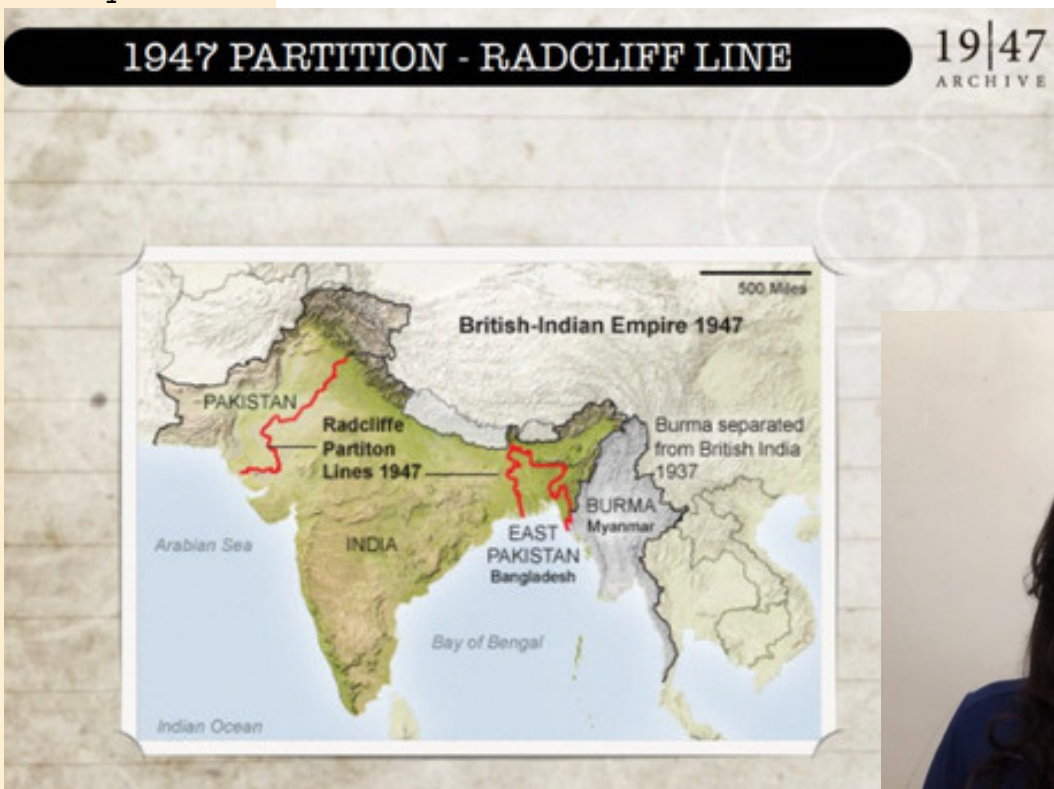 1947 PARTITION - RADCLIFF LINE
19|47
ARCHIVE
500 Miles
British-Indian Empire 1947
PAKISTAN
Radcliffe
Partiton
Lines 1947
Burma separated
from British India
1937
BURMA
Myanmar
EAST
PAKISTAN
Bangladesh
INDIA
Arabian Sea
Bay of Bengal
Indian Ocean